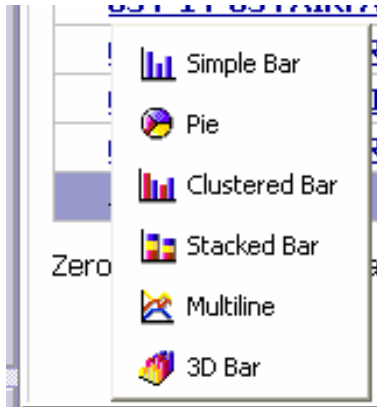 Simple Bar
Pie
Clustered Bar
Stacked Bar
Zero
Multiline
3D Bar